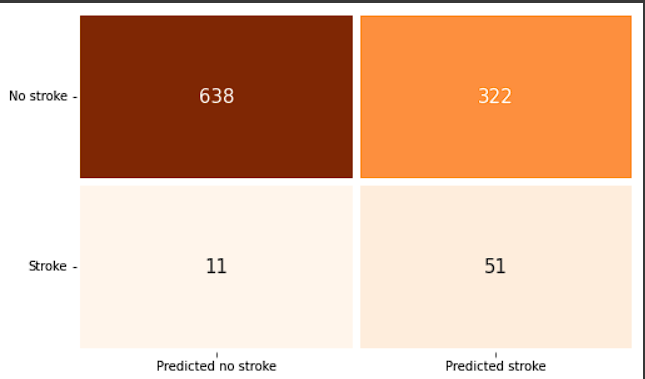 No stroke
638
322
Stroke
11
51
Predicted no stroke
Predicted stroke